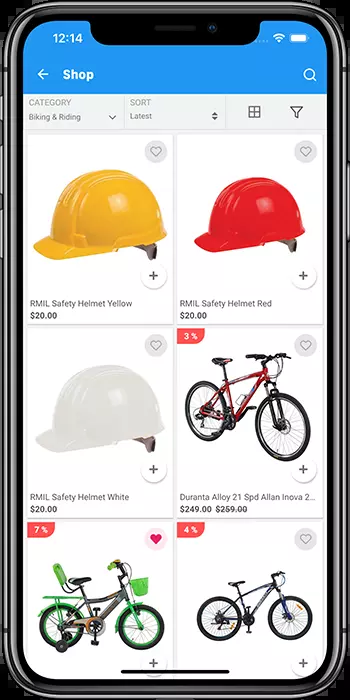 12:14
Shop
CATEGORY
Biking & Riding
SORT
Latest
RMIL Safety Helmet Yellow
$20.00
RMIL Safety Helmet Red
$20.00
3 %
RMIL Safety Helmet White
$20.00
Duranta Alloy 21 Spd Allan Inova 2...
$249.00 $259.00
7 %
4 %